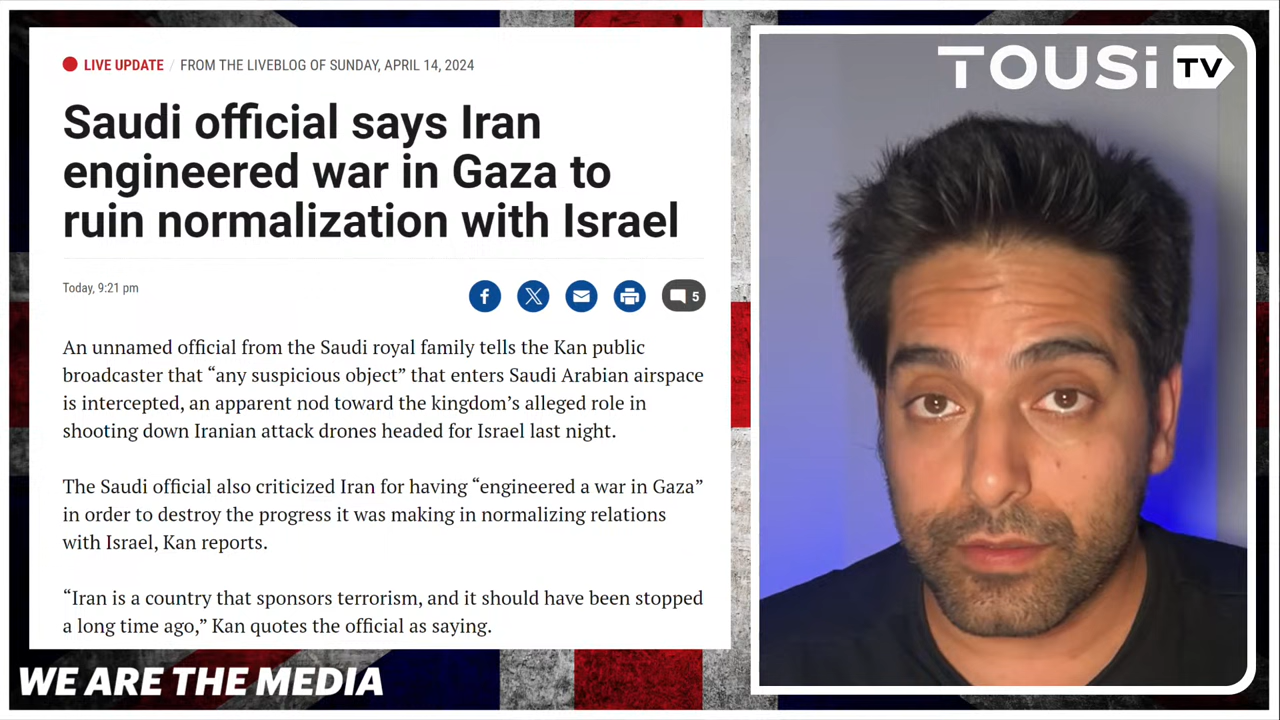 LIVE UPDATE / FROM THE LIVEBLOG OF SUNDAY, APRIL 14, 2024
Saudi official says Iran
engineered war in Gaza to
ruin normalization with Israel
Today, 9:21 pm
5
An unnamed official from the Saudi royal family tells the Kan public
broadcaster that “any suspicious object” that enters Saudi Arabian airspace
is intercepted, an apparent nod toward the kingdom’s alleged role in
shooting down Iranian attack drones headed for Israel last night.
The Saudi official also criticized Iran for having “engineered a war in Gaza”
in order to destroy the progress it was making in normalizing relations
with Israel, Kan reports.
“Iran is a country that sponsors terrorism, and it should have been stopped
a long time ago,” Kan quotes the official as saying.
WE ARE THE MEDIA
TOUSi TV